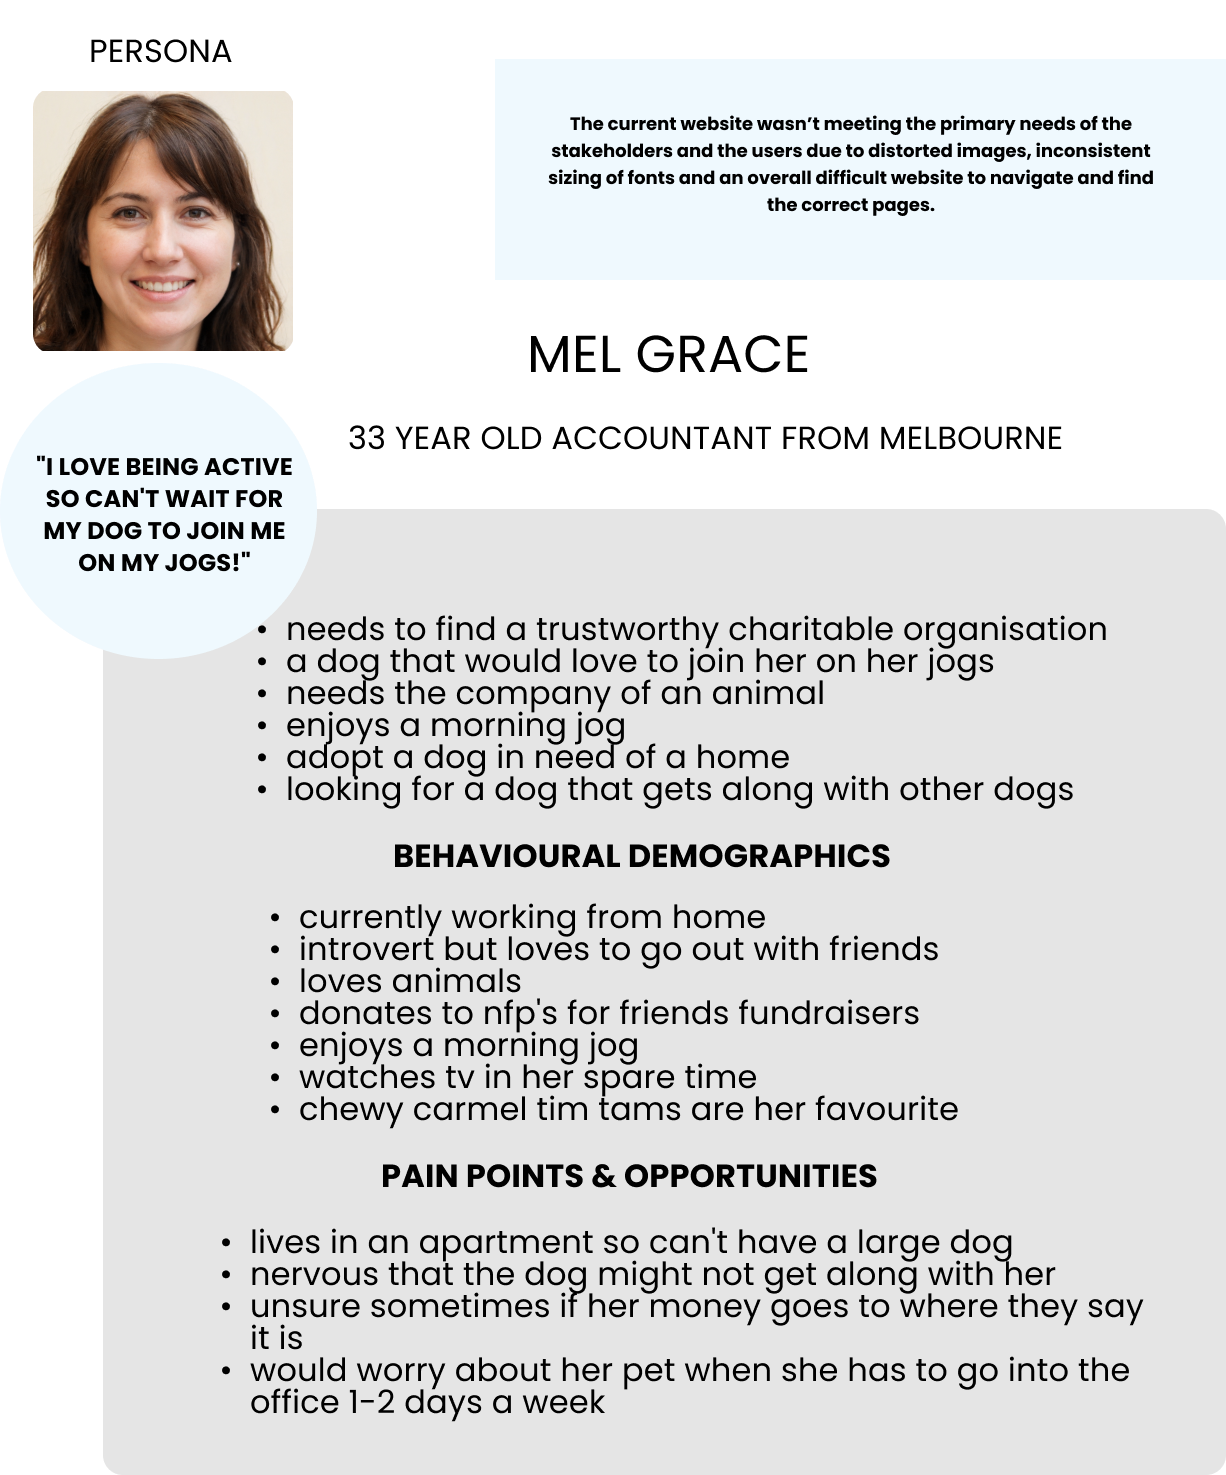 PERSONA
The current website wasn’t meeting the primary needs of the
stakeholders and the users due to distorted images, inconsistent
sizing of fonts and an overall difficult website to navigate and find
the correct pages.
MEL GRACE
33 YEAR OLD ACCOUNTANT FROM MELBOURNE
"I LOVE BEING ACTIVE
SO CAN'T WAIT FOR
MY DOG TO JOIN ME
ON MY JOGS!"
• needs to find a trustworthy charitable organisation
• a dog that would love to join her on her jogs
• needs the company of an animal
• enjoys a morning jog
• adopt a dog in need of a home
• looking for a dog that gets along with other dogs
BEHAVIOURAL DEMOGRAPHICS
• currently working from home
• introvert but loves to go out with friends
• loves animals
• donates to nfp's for friends fundraisers
• enjoys a morning jog
• watches tv in her spare time
• chewy carmel tim tams are her favourite
PAIN POINTS & OPPORTUNITIES
• lives in an apartment so can't have a large dog
• nervous that the dog might not get along with her
• unsure sometimes if her money goes to where they say
it is
• would worry about her pet when she has to go into the
office 1-2 days a week